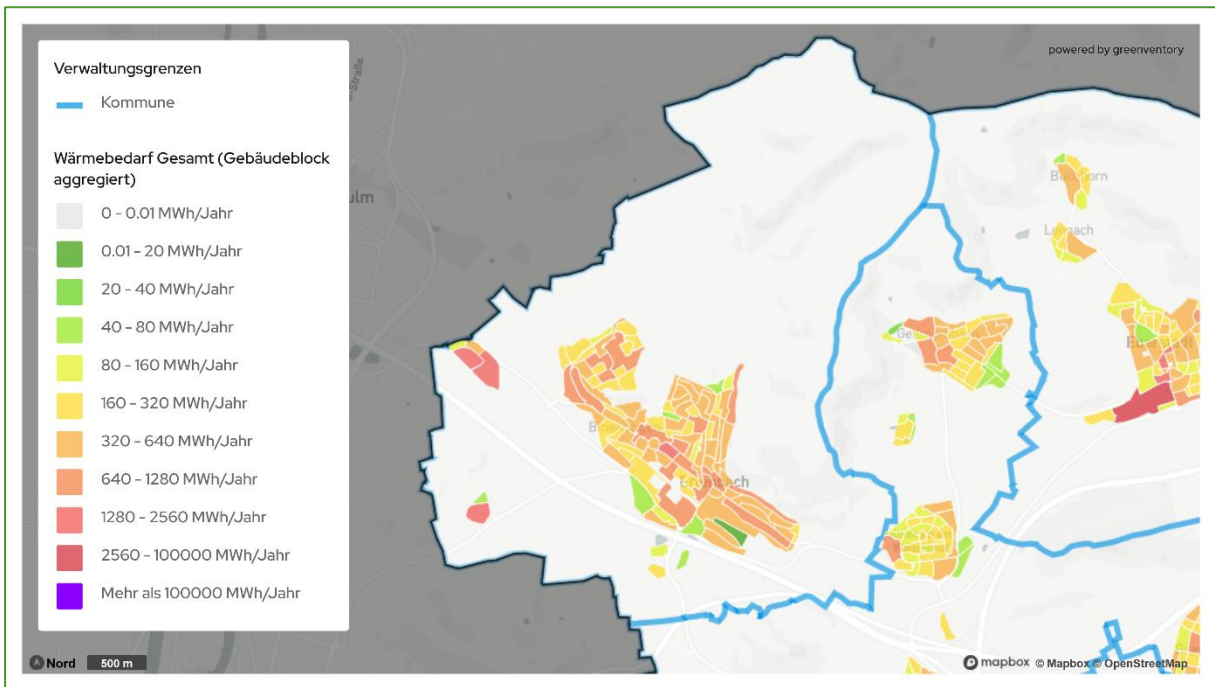 Verwaltungsgrenzen
Kommune
Wärmebedarf Gesamt (Gebäudeblock
aggregiert)
0 - 0.01 MWh/Jahr
0.01 - 20 MWh/Jahr
20 - 40 MWh/Jahr
40 - 80 MWh/Jahr
80 - 160 MWh/Jahr
160 - 320 MWh/Jahr
320 - 640 MWh/Jahr
640 - 1280 MWh/Jahr
1280 - 2560 MWh/Jahr
2560 - 100000 MWh/Jahr
Mehr als 100000 MWh/Jahr
powered by greenventory
Nord
500 m
mapbox © Mapbox © OpenStreetMap